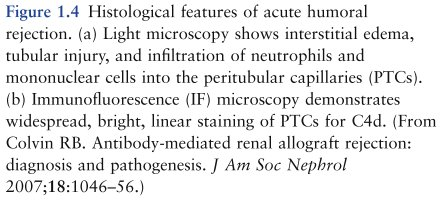 Figure 1.4 Histological features of acute humoral
rejection. (a) Light microscopy shows interstitial edema,
tubular injury, and infiltration of neutrophils and
mononuclear cells into the peritubular capillaries (PTCs).
(b) Immunofluorescence (IF) microscopy demonstrates
widespread, bright, linear staining of PTCs for C4d. (From
Colvin RB. Antibody-mediated renal allograft rejection:
diagnosis and pathogenesis. J Am Soc Nephrol
2007;18:1046–56.)